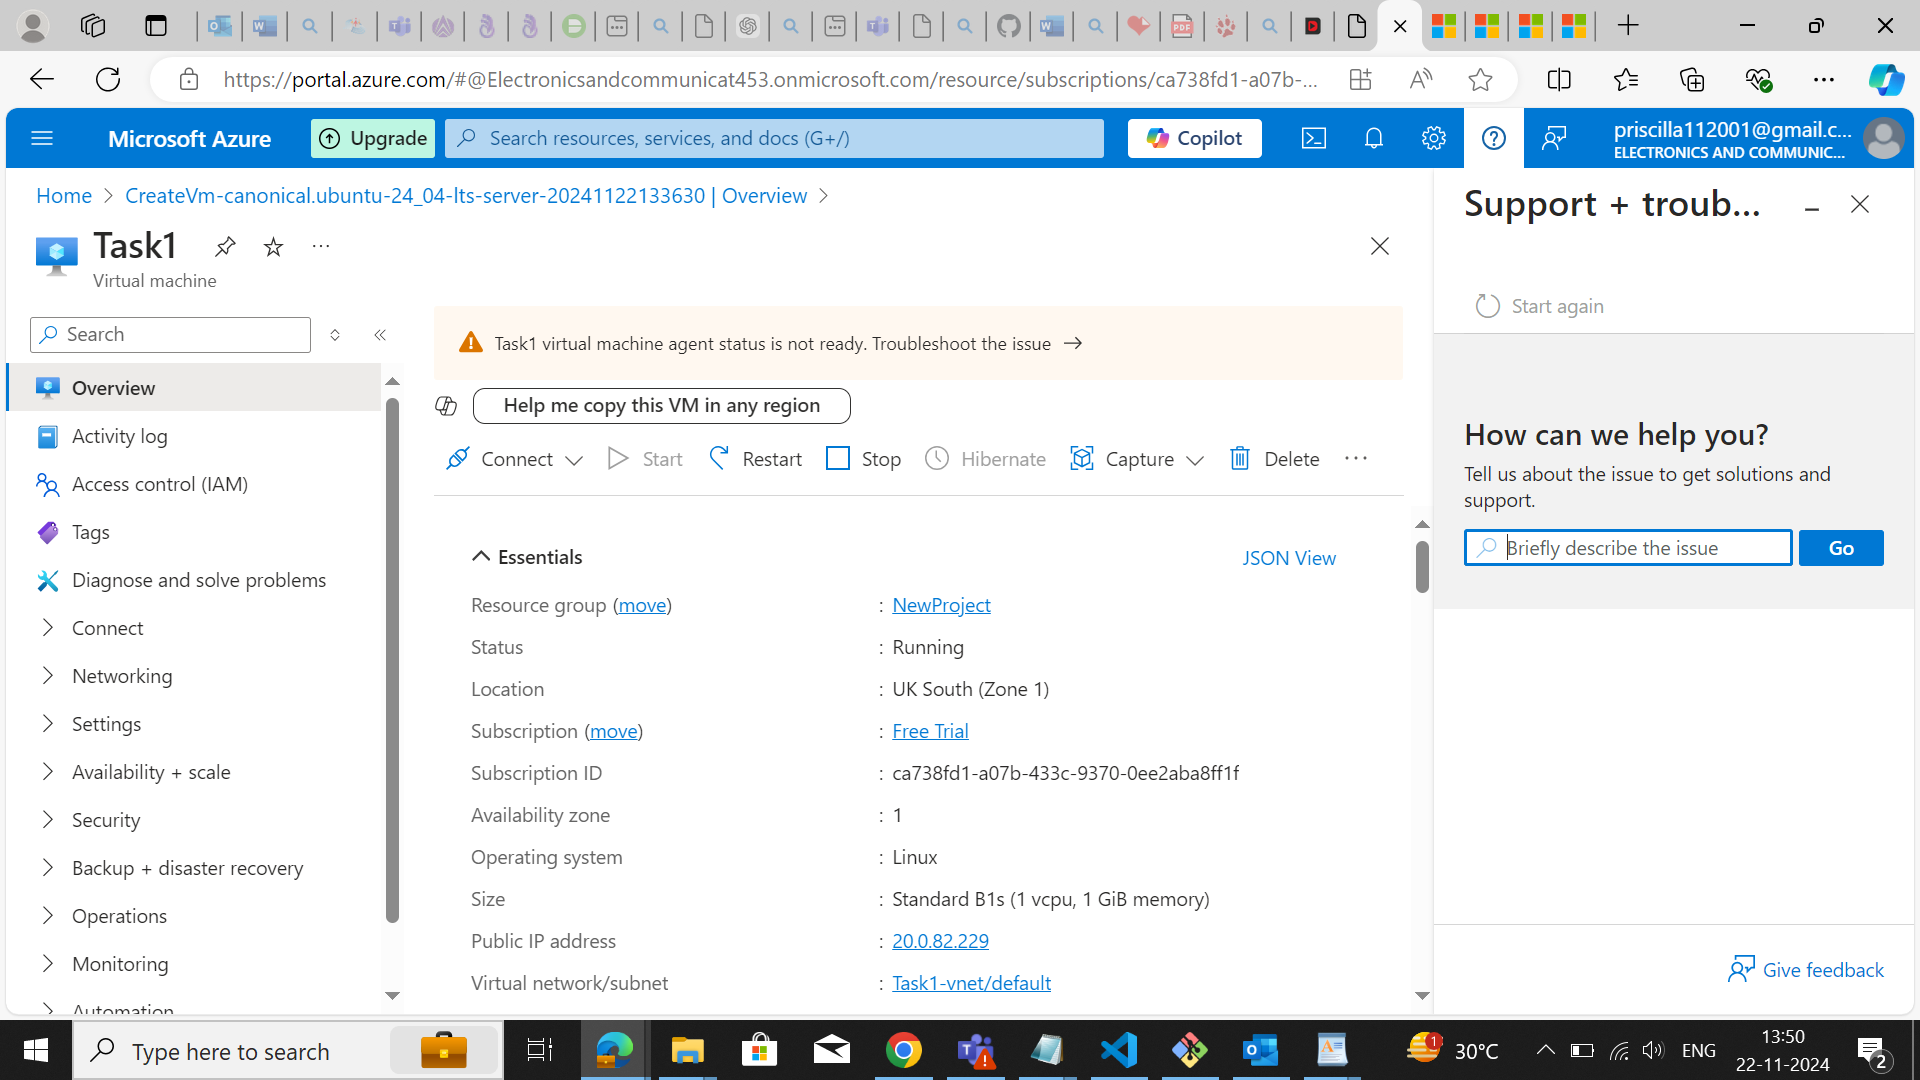 https://portal.azure.com/#@Electronicsandcommunicat453.onmicrosoft.com/resource/subscriptions/ca738fd1-a07b-...
Microsoft Azure
Upgrade
Search resources, services, and docs (G+/)
Copilot
priscilla112001@gmail.c...
ELECTRONICS AND COMMUNIC...
Home > CreateVm-canonical.ubuntu-24_04-lts-server-20241122133630 | Overview >
Task1
Virtual machine
Search
Overview
Activity log
Access control (IAM)
Tags
Diagnose and solve problems
Connect
Networking
Settings
Availability + scale
Security
Backup + disaster recovery
Operations
Monitoring
Automation
Task1 virtual machine agent status is not ready. Troubleshoot the issue →
Help me copy this VM in any region
Connect Start Restart Stop Hibernate Capture Delete ...
Essentials
JSON View
Resource group (move) : NewProject
Status : Running
Location : UK South (Zone 1)
Subscription (move) : Free Trial
Subscription ID : ca738fd1-a07b-433c-9370-0ee2aba8ff1f
Availability zone : 1
Operating system : Linux
Size : Standard B1s (1 vcpu, 1 GiB memory)
Public IP address : 20.0.82.229
Virtual network/subnet : Task1-vnet/default
Support + troub...
Start again
How can we help you?
Tell us about the issue to get solutions and
support.
Briefly describe the issue
Go
Give feedback
Type here to search
1
30°C
ENG
13:50
22-11-2024
2